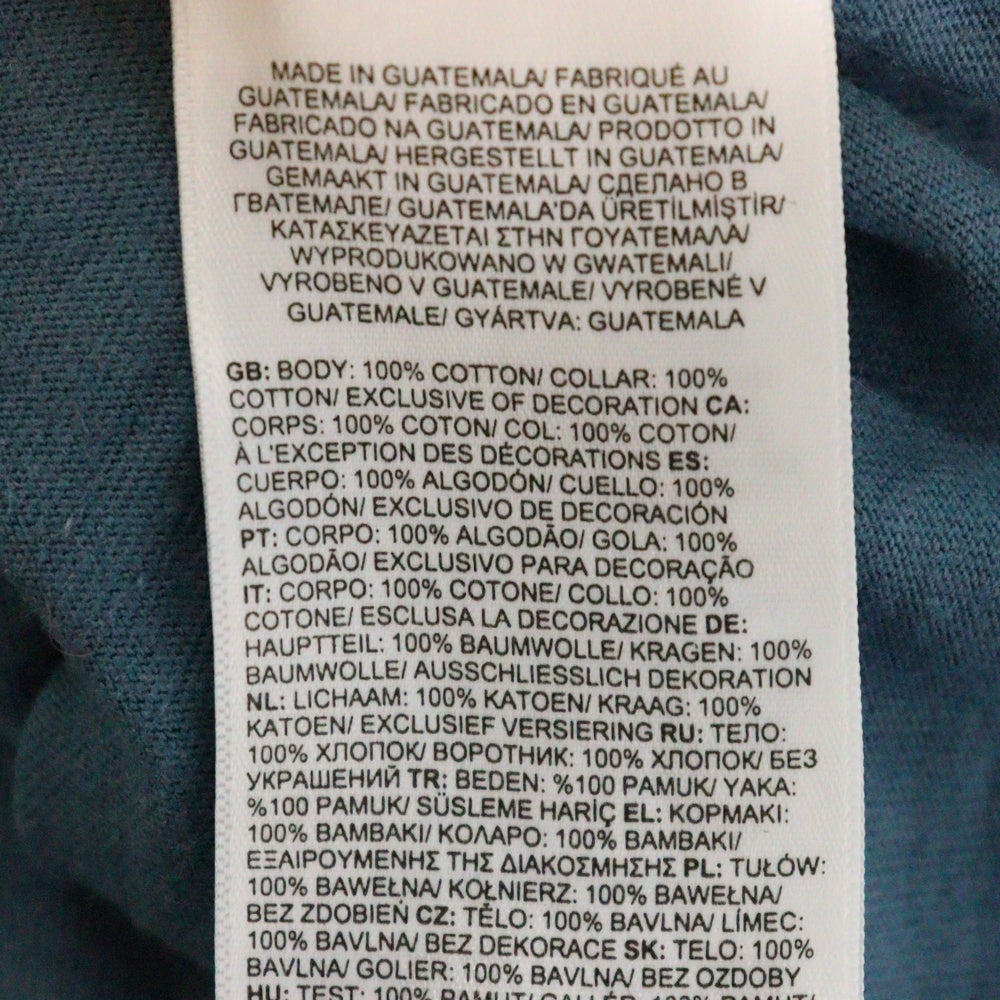 MADE IN GUATEMALA/ FABRIQUÉ AU
GUATEMALA/ FABRICADO EN GUATEMALA/
FABRICADO NA GUATEMALA/ PRODOTTO IN
GUATEMALA/ HERGESTELLT IN GUATEMALA/
GEMAAKT IN GUATEMALA/ СДЕЛАНО В
ГВАТЕМАЛЕ/ GUATEMALA'DA ÜRETİLMİŞTİR/
ΚΑΤΑΣΚΕΥΑΖΕΤΑΙ ΣΤΗΝ ΓΟΥΑΤΕΜΑΛΑ/
WYPRODUKOWANO W GWATEMALI/
VYROBENO V GUATEMALE/ VYROBENÉ V
GUATEMALE/ GYÁRTVA: GUATEMALA
GB: BODY: 100% COTTON/ COLLAR: 100%
COTTON/ EXCLUSIVE OF DECORATION CA:
CORPS: 100% COTON/ COL: 100% COTON/
À L'EXCEPTION DES DÉCORATIONS ES:
CUERPO: 100% ALGODÓN/ CUELLO: 100%
ALGODÓN/ EXCLUSIVO DE DECORACIÓN
PT: CORPO: 100% ALGODÃO/ GOLA: 100%
ALGODÃO/ EXCLUSIVO PARA DECORAÇÃO
IT: CORPO: 100% COTONE/ COLLO: 100%
COTONE/ ESCLUSA LA DECORAZIONE DE:
HAUPTTEIL: 100% BAUMWOLLE/ KRAGEN: 100%
BAUMWOLLE/ AUSSCHLIESSLICH DEKORATION
NL: LICHAAM: 100% KATOEN/ KRAAG: 100%
KATOEN/ EXCLUSIEF VERSIERING RU: ТЕЛО:
100% ХЛОПОК/ ВОРОТНИК: 100% ХЛОПОК/ БЕЗ
УКРАШЕНИЙ TR: BEDEN: %100 PAMUK/ YAKA:
%100 PAMUK/ SÜSLEME HARİÇ EL: ΚΟΡΜΑΚΙ:
100% ΒΑΜΒΑΚΙ/ ΚΟΛΑΡΟ: 100% ΒΑΜΒΑΚΙ/
ΕΞΑΙΡΟΥΜΕΝΗΣ ΤΗΣ ΔΙΑΚΟΣΜΗΣΗΣ PL: TUŁÓW:
100% BAWEŁNA/ KOŁNIERZ: 100% BAWEŁNA/
BEZ ZDOBIEŃ CZ: TĚLO: 100% BAVLNA/ LÍMEC:
100% BAVLNA/ BEZ DEKORACE SK: TELO: 100%
BAVLNA/ GOLIER: 100% BAVLNA/ BEZ OZDOBY
HU: TEST: 100% PAMUT/ GALLÉR: 100% PAMUT/